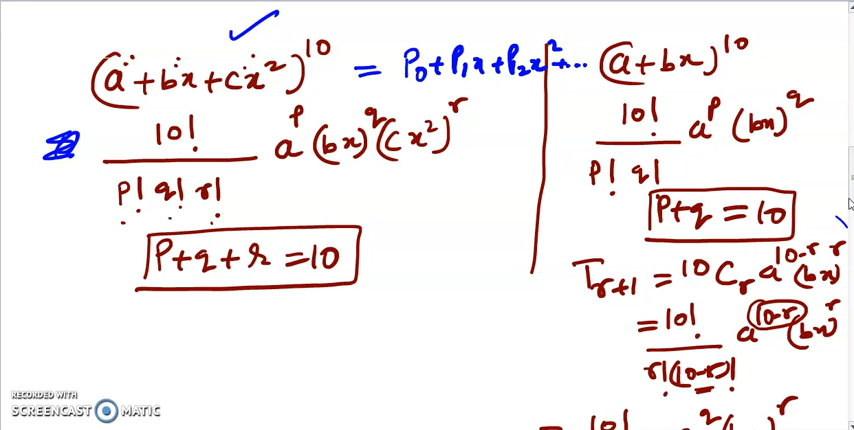 (a + bx + cx²)¹⁰ = P₀ + P₁x + P₂x² + ...
10! / (p! q! r!) a^p (bx)^q (cx²)^r
p + q + r = 10
(a + bx)¹⁰
10! / (p! q!) a^p (bx)^q
p + q = 10
T_{r+1} = ¹⁰C_r a^{10-r} (bx)^r
= 10! / (r! (10-r)!) a^{10-r} (bx)^r
= 10!
RECORDED WITH
SCREENCAST MATIC